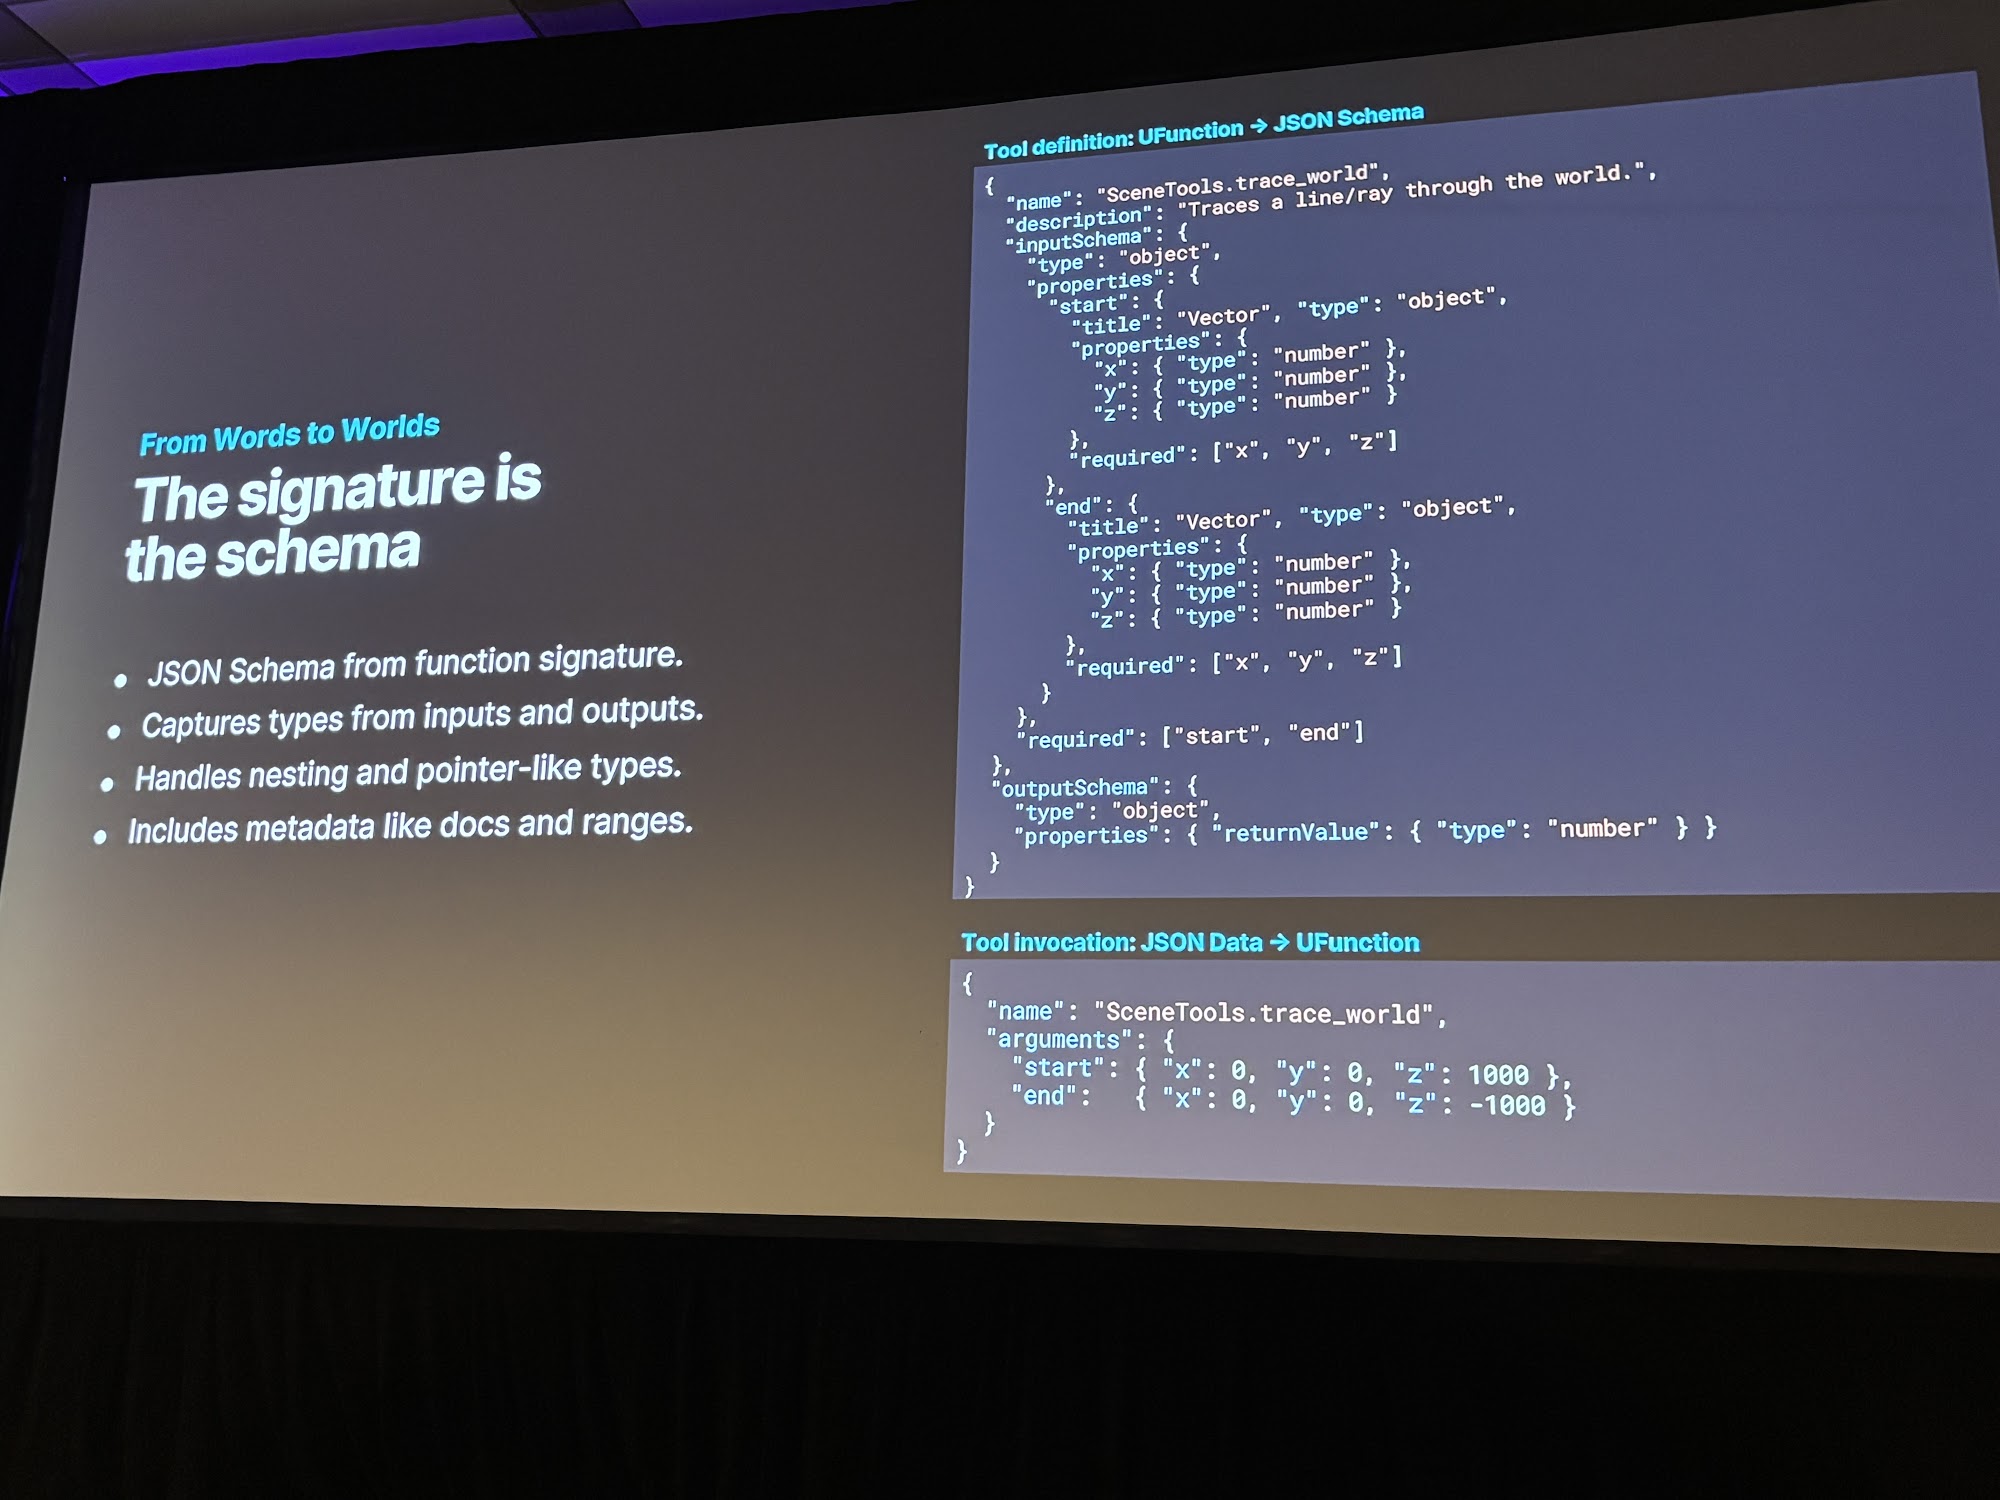 From Words to Worlds
The signature is
the schema
• JSON Schema from function signature.
• Captures types from inputs and outputs.
• Handles nesting and pointer-like types.
• Includes metadata like docs and ranges.
Tool definition: UFunction → JSON Schema
{
  "name": "SceneTools.trace_world",
  "description": "Traces a line/ray through the world.",
  "inputSchema": {
    "type": "object",
    "properties": {
      "start": {
        "title": "Vector", "type": "object",
        "properties": {
          "x": { "type": "number" },
          "y": { "type": "number" },
          "z": { "type": "number" }
        },
        "required": ["x", "y", "z"]
      },
      "end": {
        "title": "Vector", "type": "object",
        "properties": {
          "x": { "type": "number" },
          "y": { "type": "number" },
          "z": { "type": "number" }
        },
        "required": ["x", "y", "z"]
      }
    },
    "required": ["start", "end"]
  },
  "outputSchema": {
    "type": "object",
    "properties": { "returnValue": { "type": "number" } }
  }
}
Tool invocation: JSON Data → UFunction
{
  "name": "SceneTools.trace_world",
  "arguments": {
    "start": { "x": 0, "y": 0, "z": 1000 },
    "end":   { "x": 0, "y": 0, "z": -1000 }
  }
}